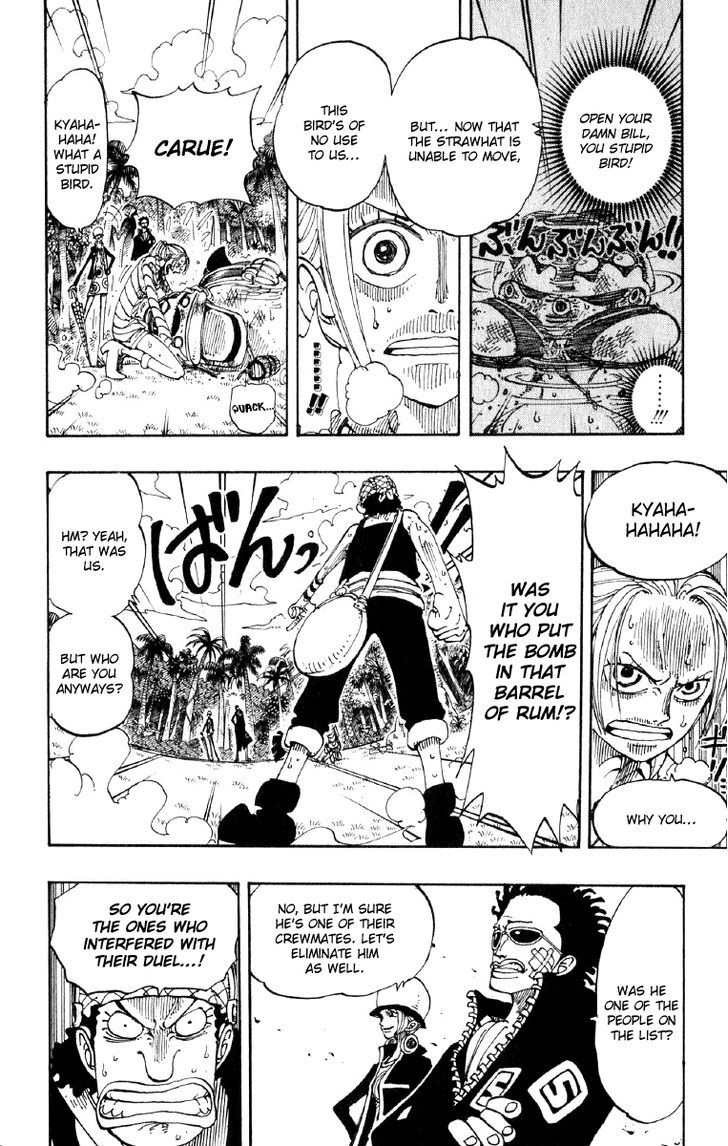 OPEN YOUR
DAMN BILL,
YOU STUPID
BIRD!
ぶんぶんぶん!!
......!!!
BUT... NOW THAT
THE STRAWHAT IS
UNABLE TO MOVE,
THIS
BIRD'S OF
NO USE
TO US...
......!!
CARUE!
KYAHA-
HAHA!
WHAT A
STUPID
BIRD.
QUACK...
KYAHA-
HAHAHA!
WHY YOU...
WAS
IT YOU
WHO PUT
THE BOMB
IN THAT
BARREL
OF RUM!?
ばんっ!!
HM? YEAH,
THAT WAS
US.
BUT WHO
ARE YOU
ANYWAYS?
WAS HE
ONE OF THE
PEOPLE ON
THE LIST?
NO, BUT I'M SURE
HE'S ONE OF THEIR
CREWMATES. LET'S
ELIMINATE HIM
AS WELL.
5
SO YOU'RE
THE ONES WHO
INTERFERED WITH
THEIR DUEL...!